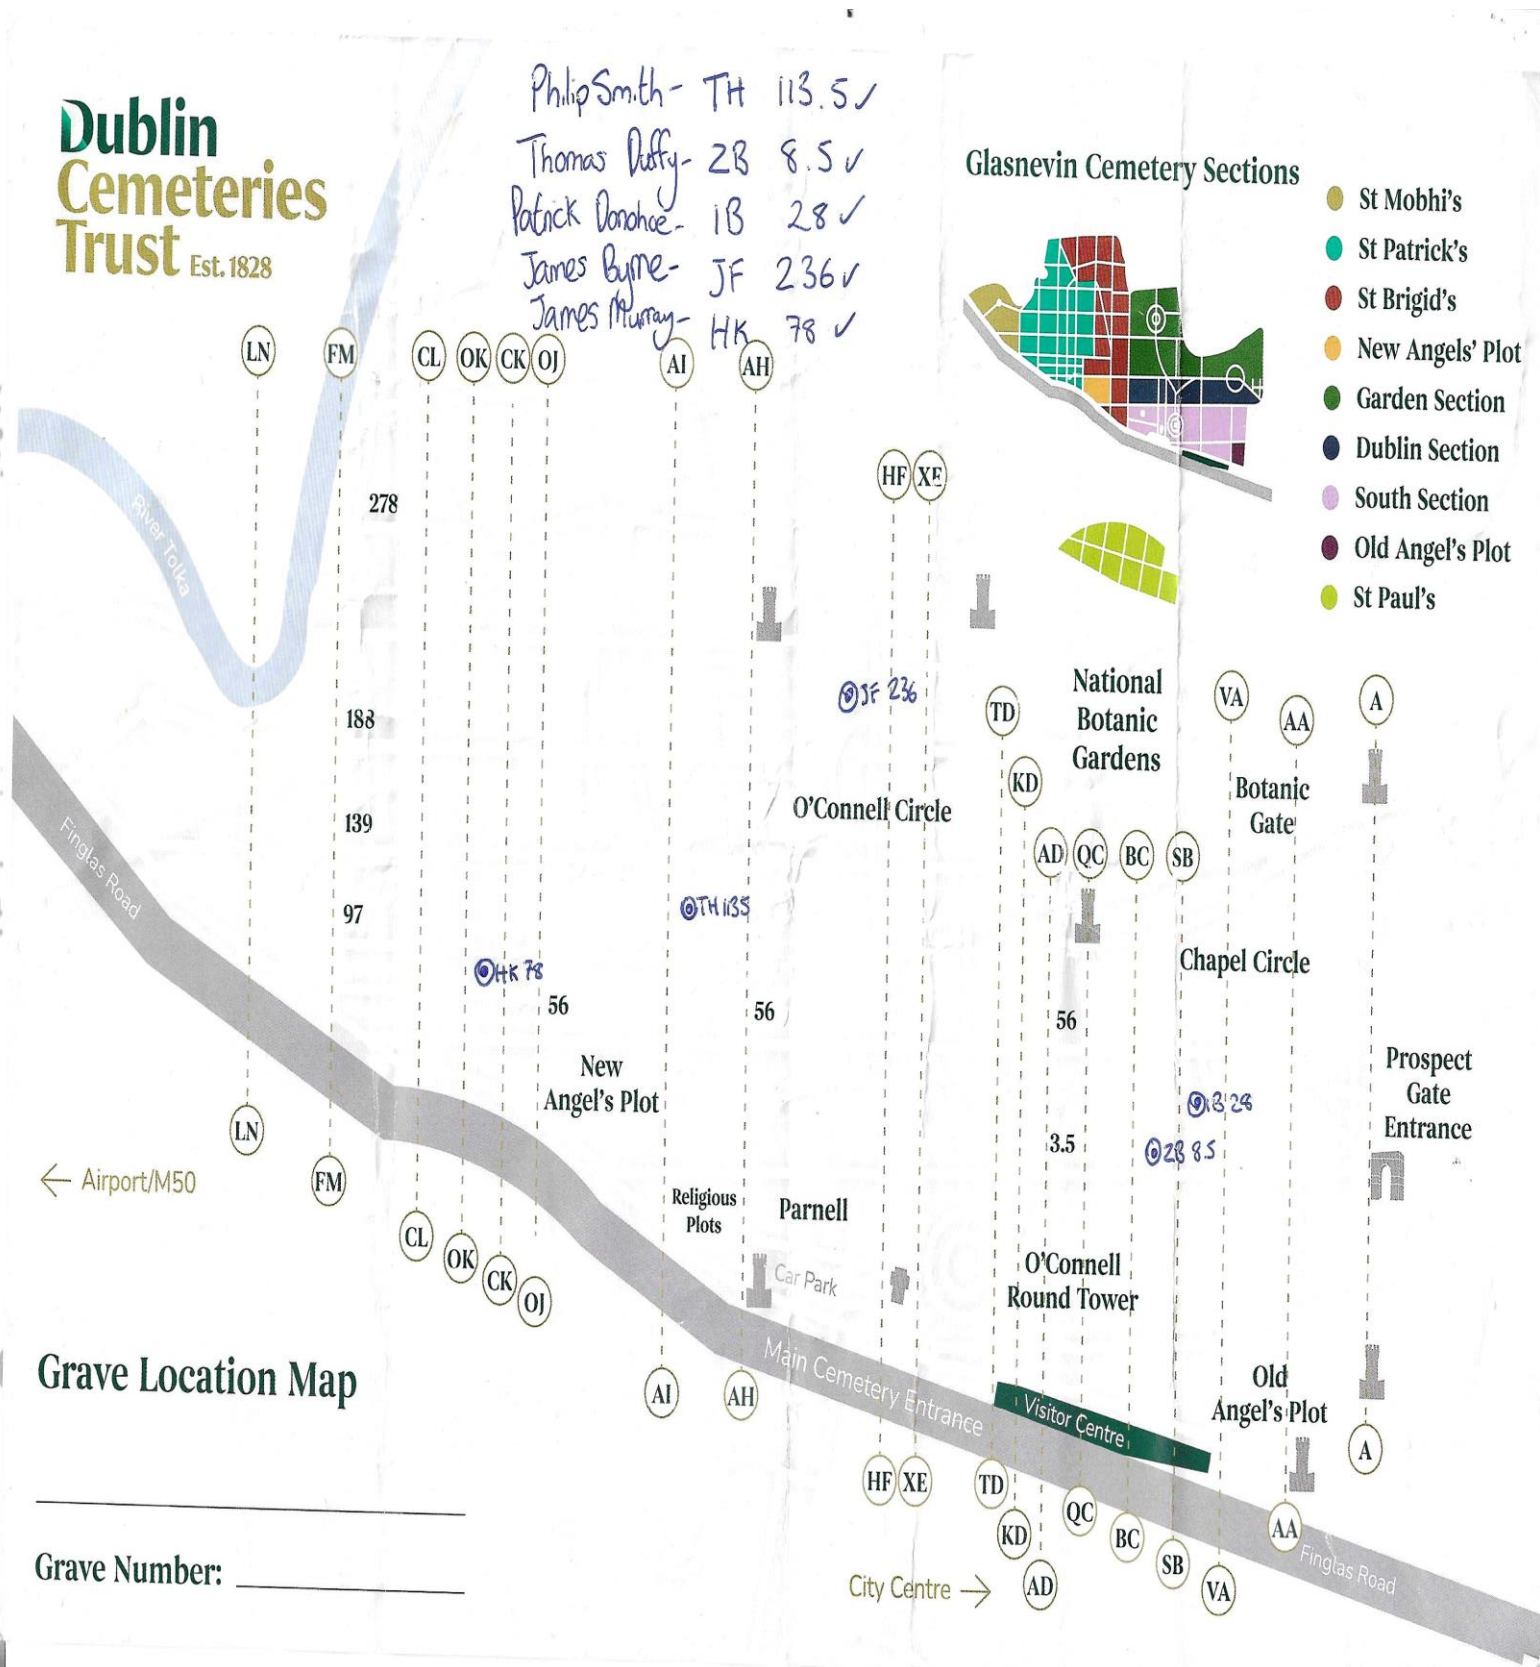 Dublin
Cemeteries
Trust Est. 1828
Philip Smith - TH 113.5 ✓
Thomas Duffy - ZB 8.5 ✓
Patrick Donohoe - iB 28 ✓
James Byrne - JF 236 ✓
James Murray - HK 78 ✓
Glasnevin Cemetery Sections
St Mobhi's
St Patrick's
St Brigid's
New Angels' Plot
Garden Section
Dublin Section
South Section
Old Angel's Plot
St Paul's
LN FM CL OK CK OJ AI AH
HF XE
278
River Tolka
JF 236
National
Botanic
Gardens
TD VA AA A
188
KD
Botanic
Gate
139
O'Connell Circle
AD QC BC SB
Finglas Road
97
TH 1135
Chapel Circle
HK 78
56 56 56
New
Angel's Plot
Prospect
Gate
Entrance
iB 28
LN
3.5
ZB 8.5
← Airport/M50
FM
Religious
Plots
Parnell
CL OK CK OJ
Car Park
O'Connell
Round Tower
Grave Location Map
AI AH
Main Cemetery Entrance
Visitor Centre
Old
Angel's Plot
A
HF XE TD
KD AD QC BC SB VA AA
Finglas Road
Grave Number:
City Centre →